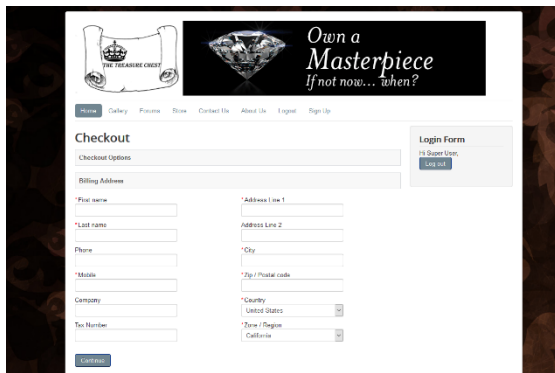 THE TREASURE CHEST
Own a
Masterpiece
If not now... when?
Home Gallery Forums Store Contact Us About Us Logout Sign Up
Checkout
Checkout Options
Billing Address
*First name
*Address Line 1
*Last name
Address Line 2
Phone
*City
*Mobile
*Zip / Postal code
Company
*Country
United States
Tax Number
*Zone / Region
California
Continue
Login Form
Hi Super User,
Log out